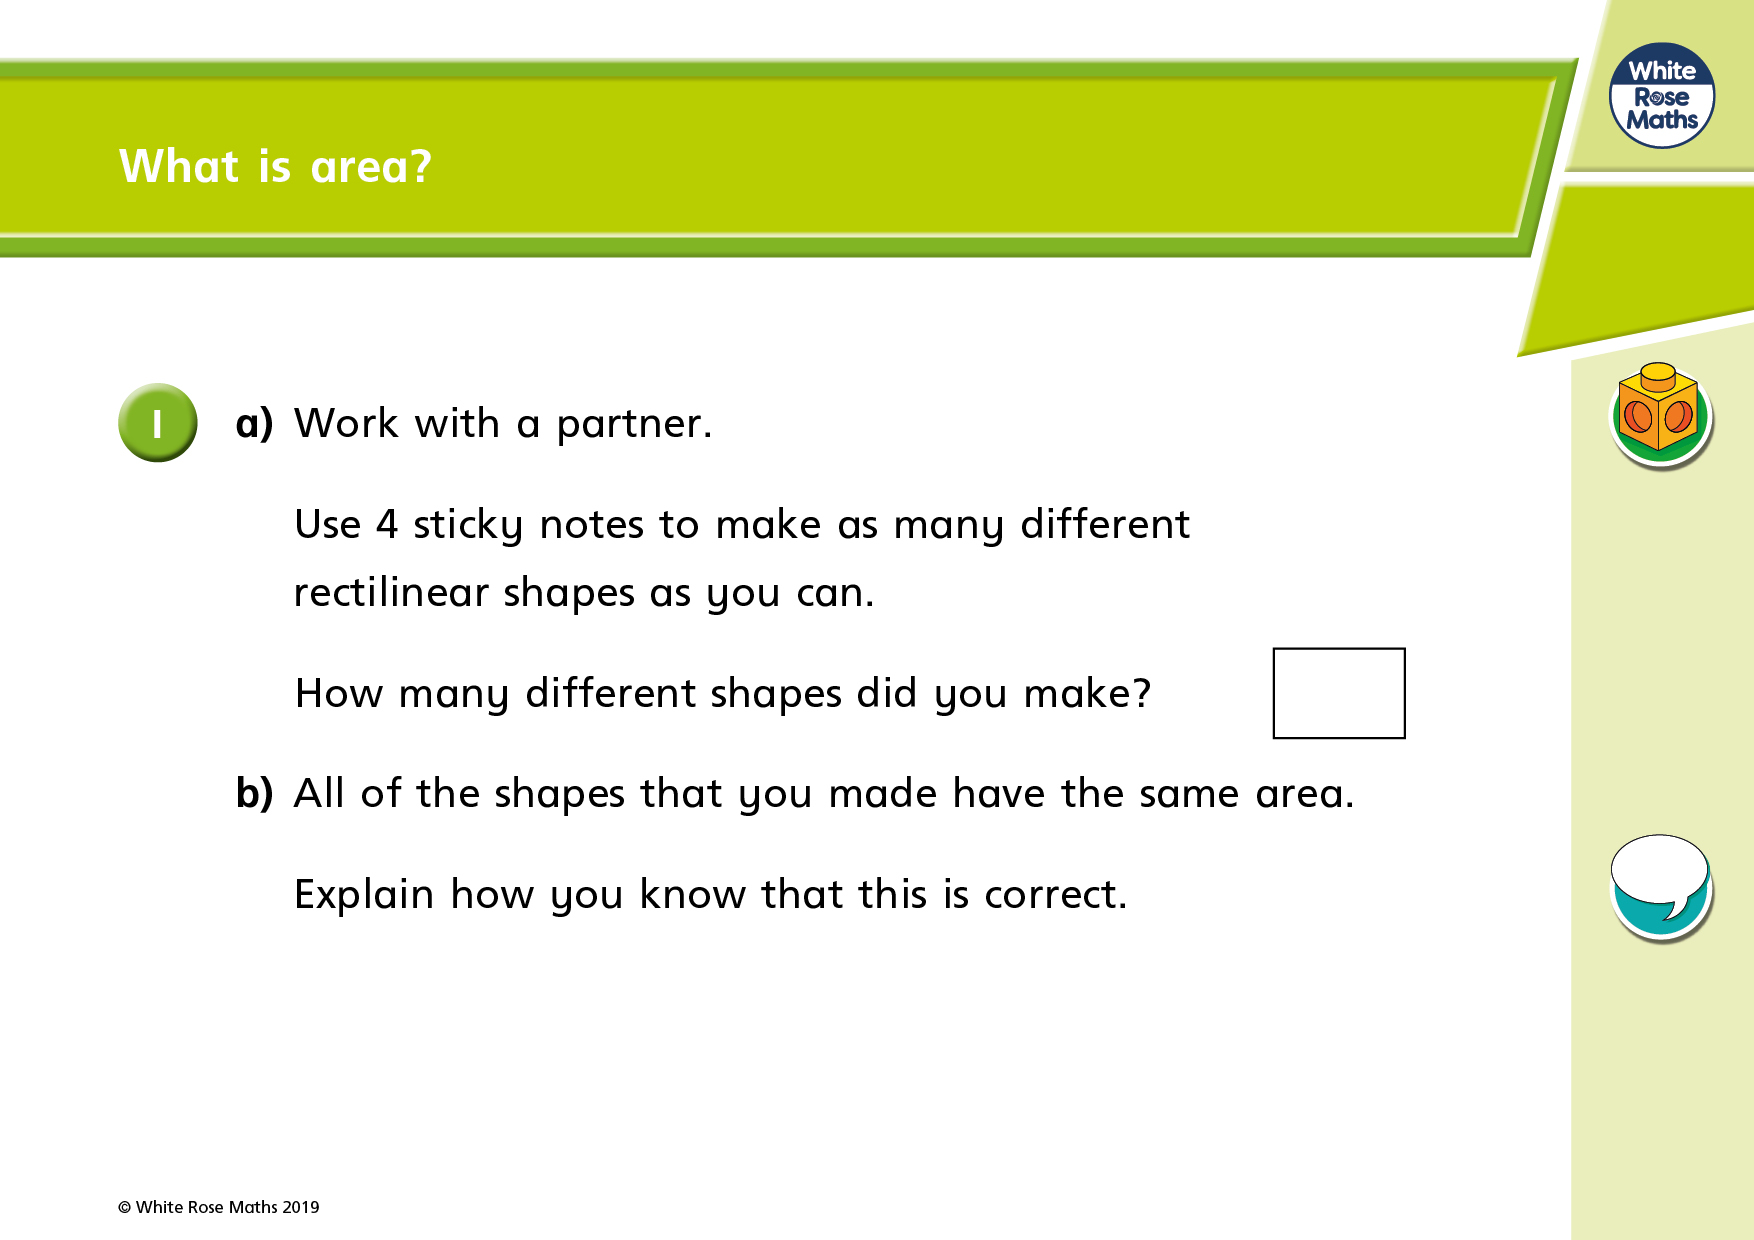 What is area?
White
Rose
Maths
1 a) Work with a partner.
Use 4 sticky notes to make as many different
rectilinear shapes as you can.
How many different shapes did you make?
b) All of the shapes that you made have the same area.
Explain how you know that this is correct.
© White Rose Maths 2019